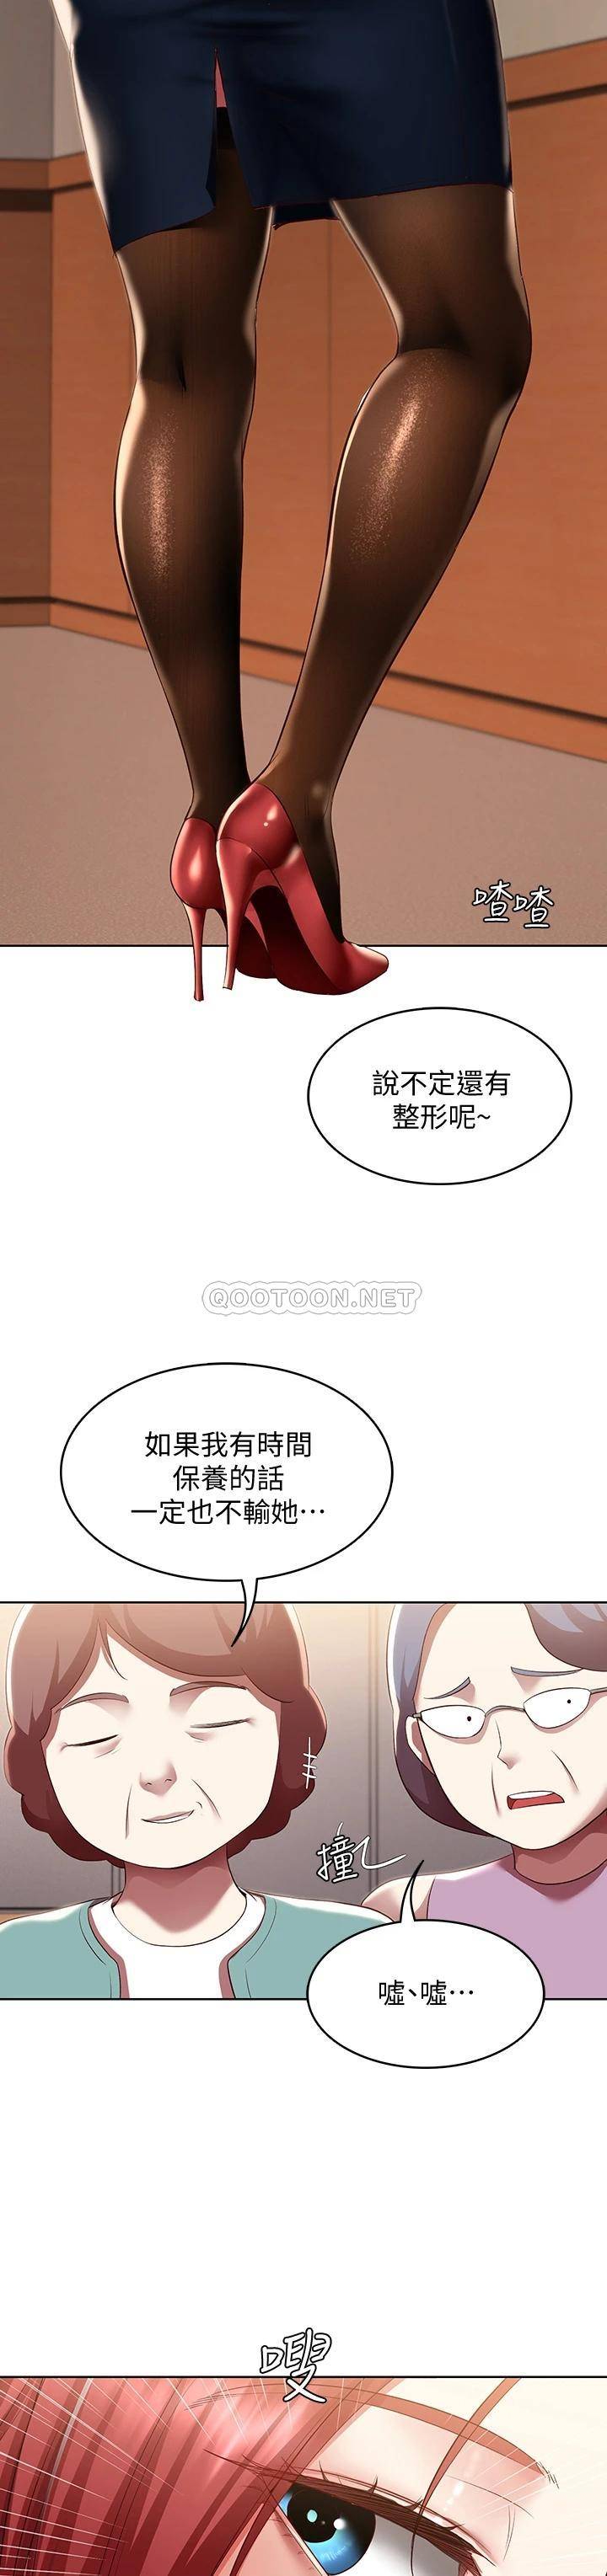 喳喳
說不定還有
整形呢~
QOOTOON.NET
如果我有時間
保養的話
一定也不輸她⋯
撞
噓、噓⋯
嗖